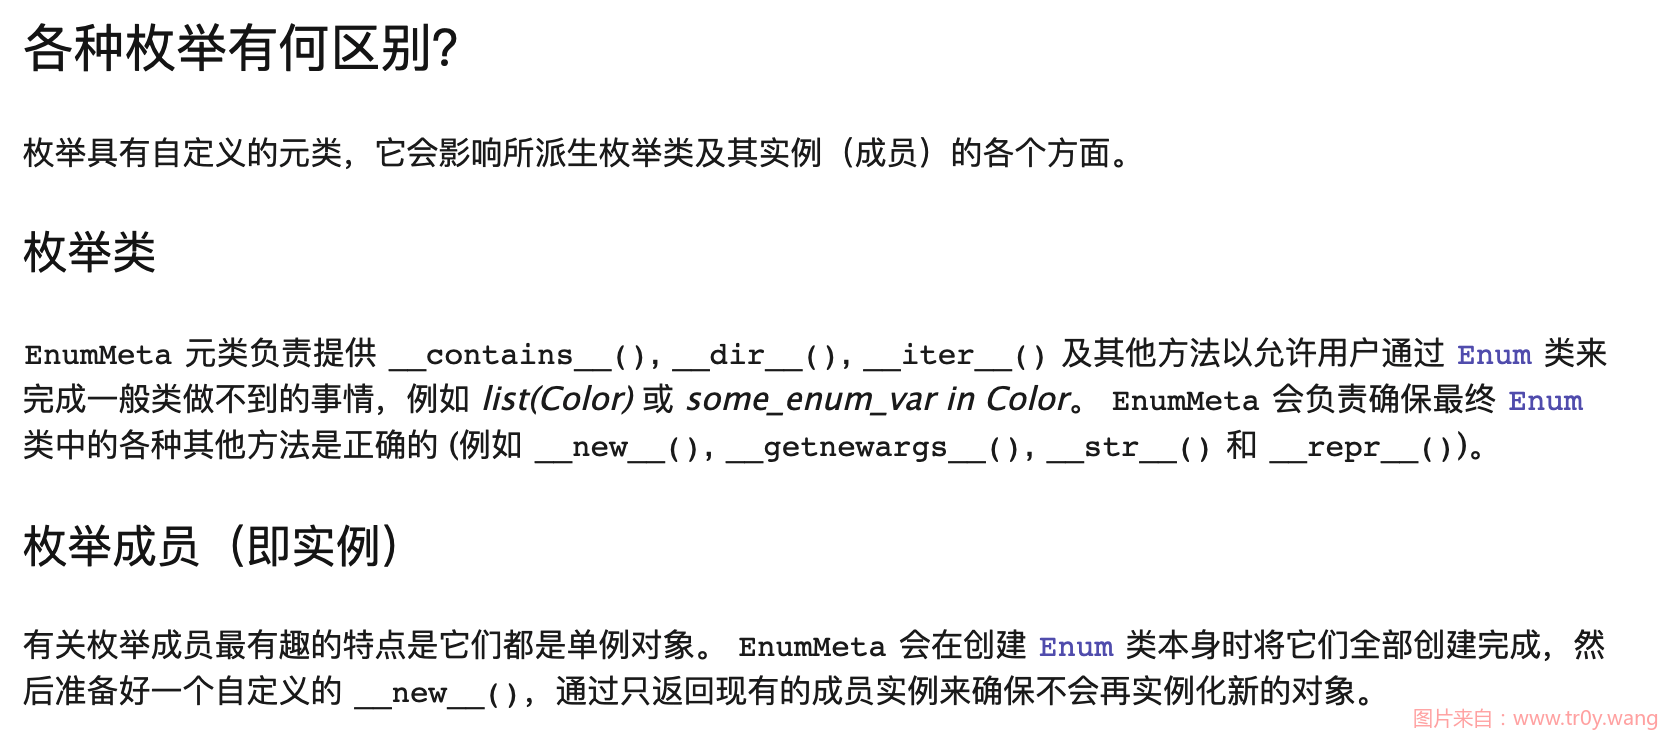 各种枚举有何区别？
枚举具有自定义的元类，它会影响所派生枚举类及其实例（成员）的各个方面。
枚举类
EnumMeta 元类负责提供 __contains__(), __dir__(), __iter__() 及其他方法以允许用户通过 Enum 类来
完成一般类做不到的事情，例如 list(Color) 或 some_enum_var in Color。 EnumMeta 会负责确保最终 Enum
类中的各种其他方法是正确的 (例如 __new__(), __getnewargs__(), __str__() 和 __repr__())。
枚举成员（即实例）
有关枚举成员最有趣的特点是它们都是单例对象。 EnumMeta 会在创建 Enum 类本身时将它们全部创建完成，然
后准备好一个自定义的 __new__()，通过只返回现有的成员实例来确保不会再实例化新的对象。
图片来自：www.tr0y.wang